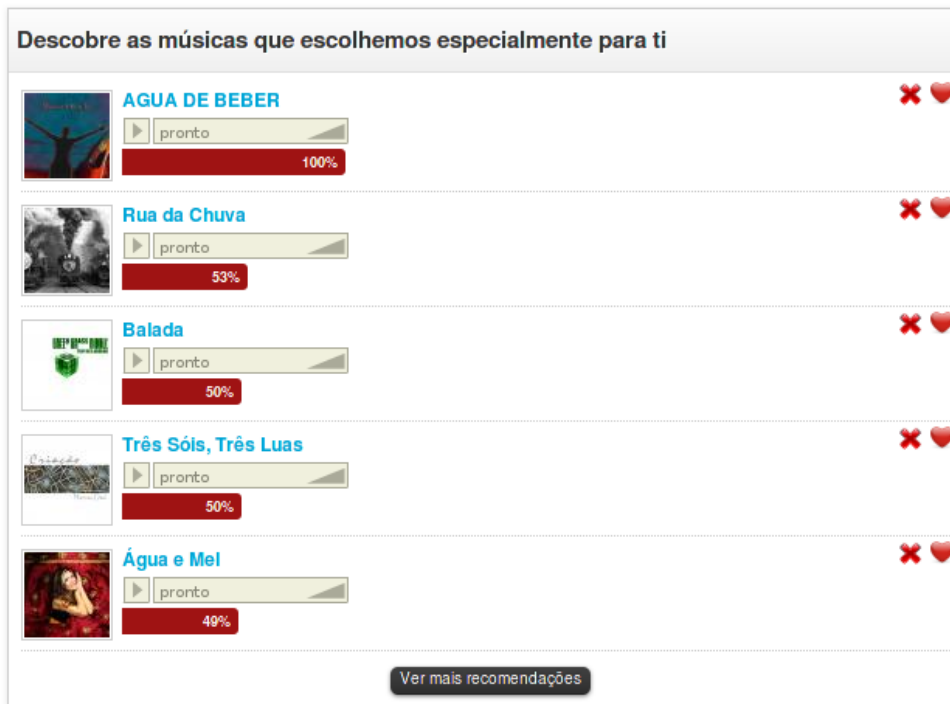 Descobre as músicas que escolhemos especialmente para ti
AGUA DE BEBER
pronto
100%
Rua da Chuva
pronto
53%
Balada
pronto
50%
Três Sóis, Três Luas
Criação
pronto
50%
Água e Mel
pronto
49%
Ver mais recomendações